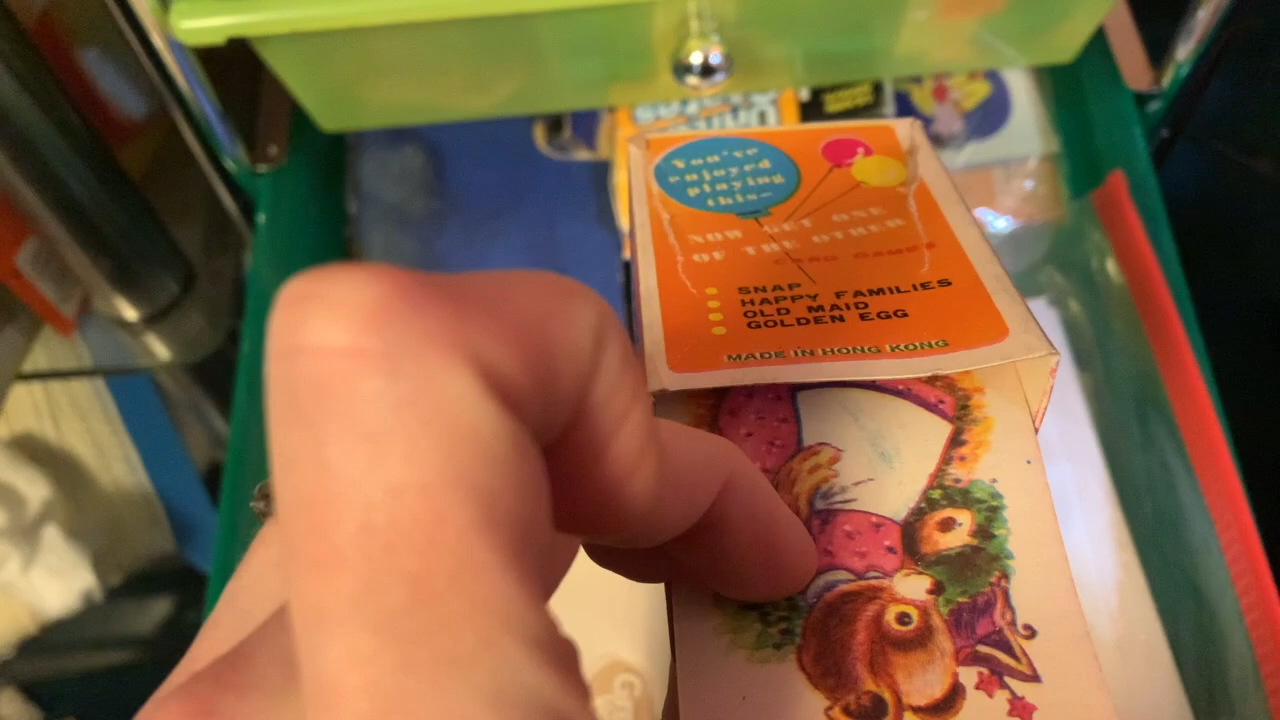 You've
enjoyed
playing
this—
NOW GET ONE
OF THE OTHER
CARD GAMES
SNAP
HAPPY FAMILIES
OLD MAID
GOLDEN EGG
MADE IN HONG KONG